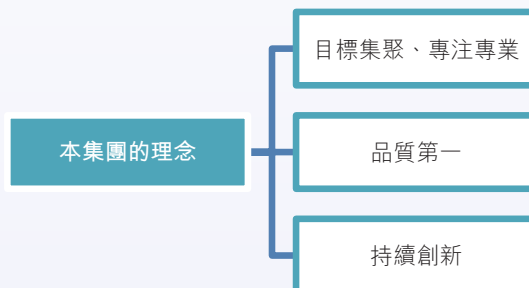 本集團的理念
目標集聚、專注專業
品質第一
持續創新